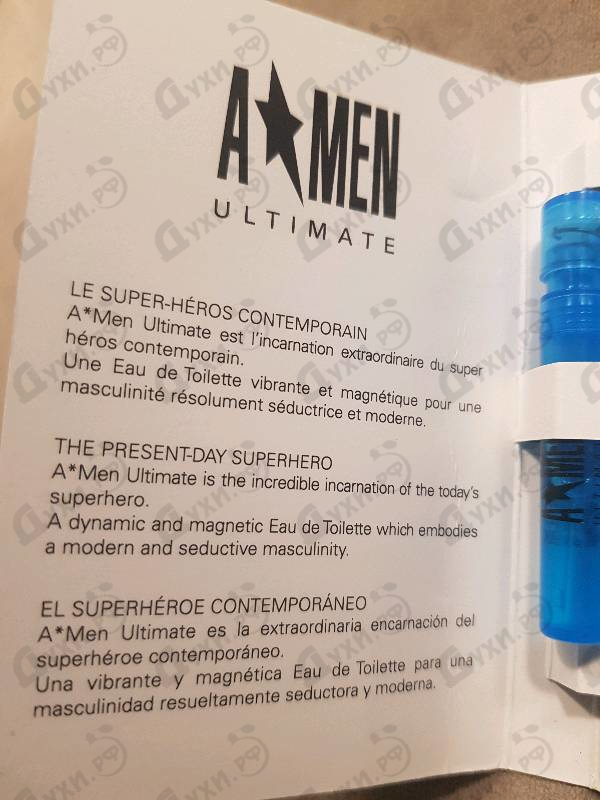 A★MEN
ULTIMATE
LE SUPER-HÉROS CONTEMPORAIN
A*Men Ultimate est l'incarnation extraordinaire du super
héros contemporain.
Une Eau de Toilette vibrante et magnétique pour une
masculinité résolument séductrice et moderne.
THE PRESENT-DAY SUPERHERO
A*Men Ultimate is the incredible incarnation of the today's
superhero.
A dynamic and magnetic Eau de Toilette which embodies
a modern and seductive masculinity.
EL SUPERHÉROE CONTEMPORÁNEO
A*Men Ultimate es la extraordinaria encarnación del
superhéroe contemporáneo.
Una vibrante y magnética Eau de Toilette para una
masculinidad resueltamente seductora y moderna.
A★MEN
ULTIMATE
духи.рф